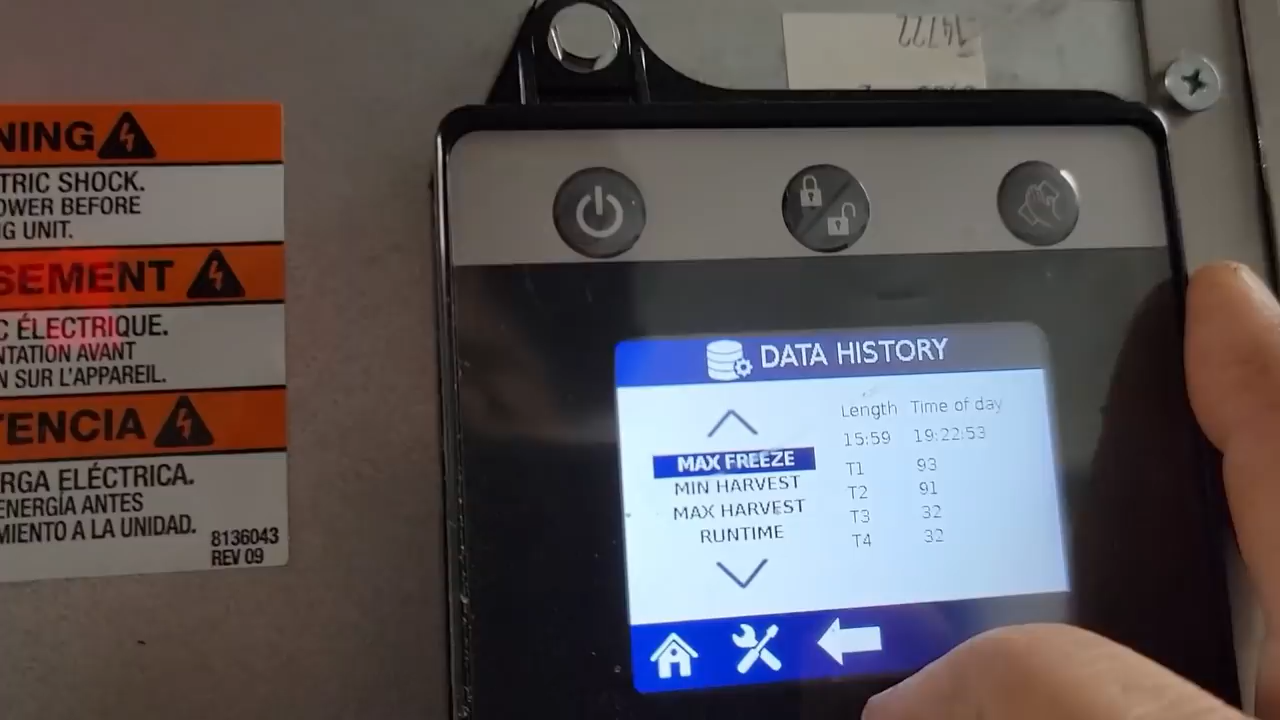 NING
TRIC SHOCK.
OWER BEFORE
G UNIT.
SEMENT
C ÉLECTRIQUE.
NTATION AVANT
N SUR L'APPAREIL.
TENCIA
RGA ELÉCTRICA.
ENERGÍA ANTES
MIENTO A LA UNIDAD.
8136043
REV 09
14722
DATA HISTORY
MAX FREEZE
MIN HARVEST
MAX HARVEST
RUNTIME
Length Time of day
15:59 19:22:53
T1 93
T2 91
T3 32
T4 32